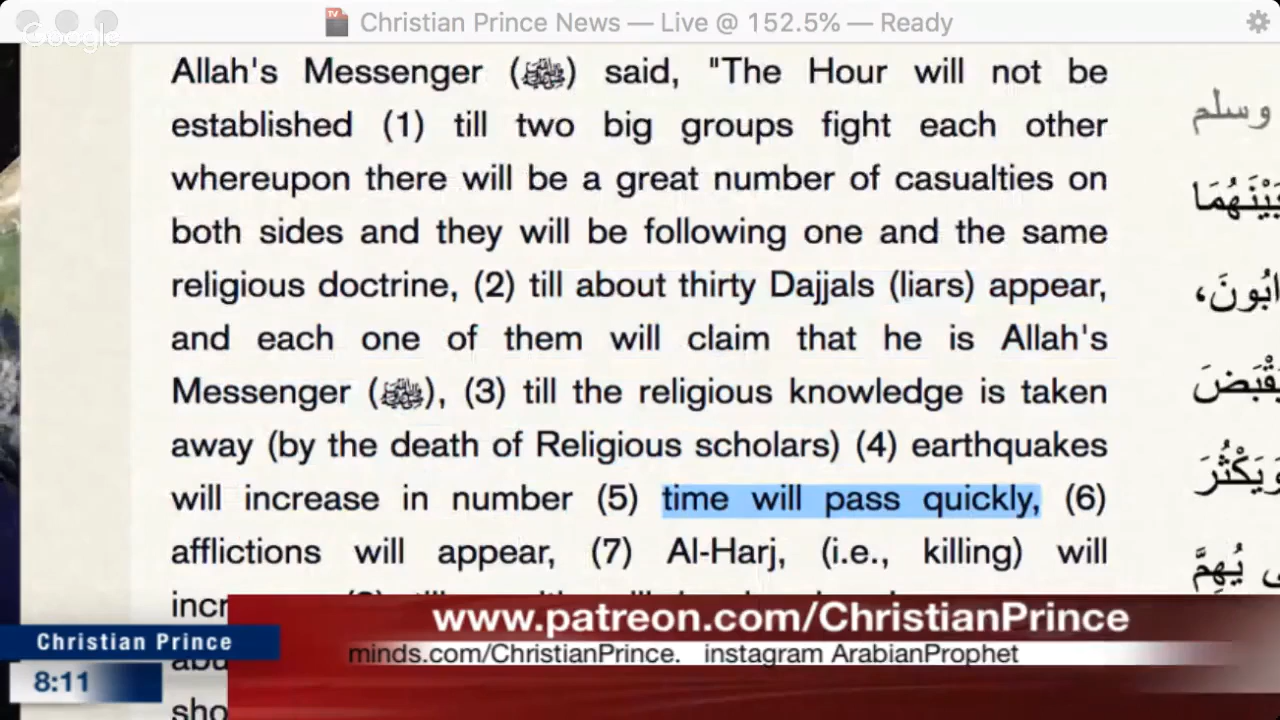 Christian Prince News — Live @ 152.5% — Ready
Google
Allah's Messenger (ﷺ) said, "The Hour will not be
established (1) till two big groups fight each other
whereupon there will be a great number of casualties on
both sides and they will be following one and the same
religious doctrine, (2) till about thirty Dajjals (liars) appear,
and each one of them will claim that he is Allah's
Messenger (ﷺ), (3) till the religious knowledge is taken
away (by the death of Religious scholars) (4) earthquakes
will increase in number (5) time will pass quickly, (6)
afflictions will appear, (7) Al-Harj, (i.e., killing) will
وسلم
www.patreon.com/ChristianPrince
Christian Prince
minds.com/ChristianPrince. instagram ArabianProphet
8:11